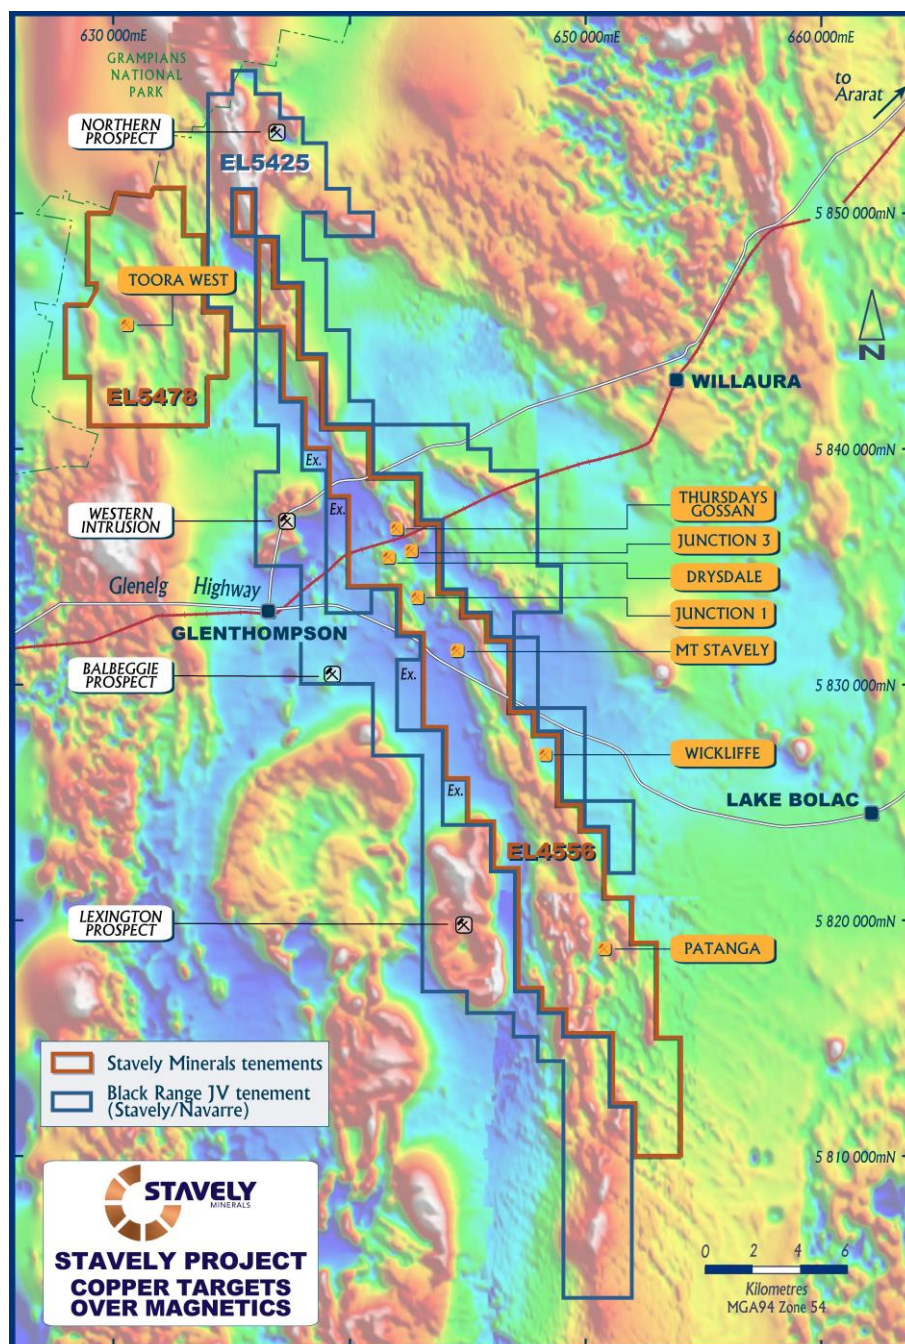 630 000mE
650 000mE
660 000mE
GRAMPIANS
NATIONAL
PARK
to
Ararat
NORTHERN
PROSPECT
EL5425
5 850 000mN
TOORA WEST
N
WILLAURA
EL5478
5 840 000mN
Ex.
THURSDAYS
GOSSAN
Ex.
WESTERN
INTRUSION
JUNCTION 3
DRYSDALE
Glenelg Highway
JUNCTION 1
GLENTHOMPSON
MT STAVELY
BALBEGGIE
PROSPECT
Ex.
5 830 000mN
WICKLIFFE
Ex.
LAKE BOLAC
EL4556
LEXINGTON
PROSPECT
5 820 000mN
PATANGA
Stavely Minerals tenements
Black Range JV tenement
(Stavely/Navarre)
5 810 000mN
STAVELY
MINERALS
STAVELY PROJECT
COPPER TARGETS
OVER MAGNETICS
0 2 4 6
Kilometres
MGA94 Zone 54